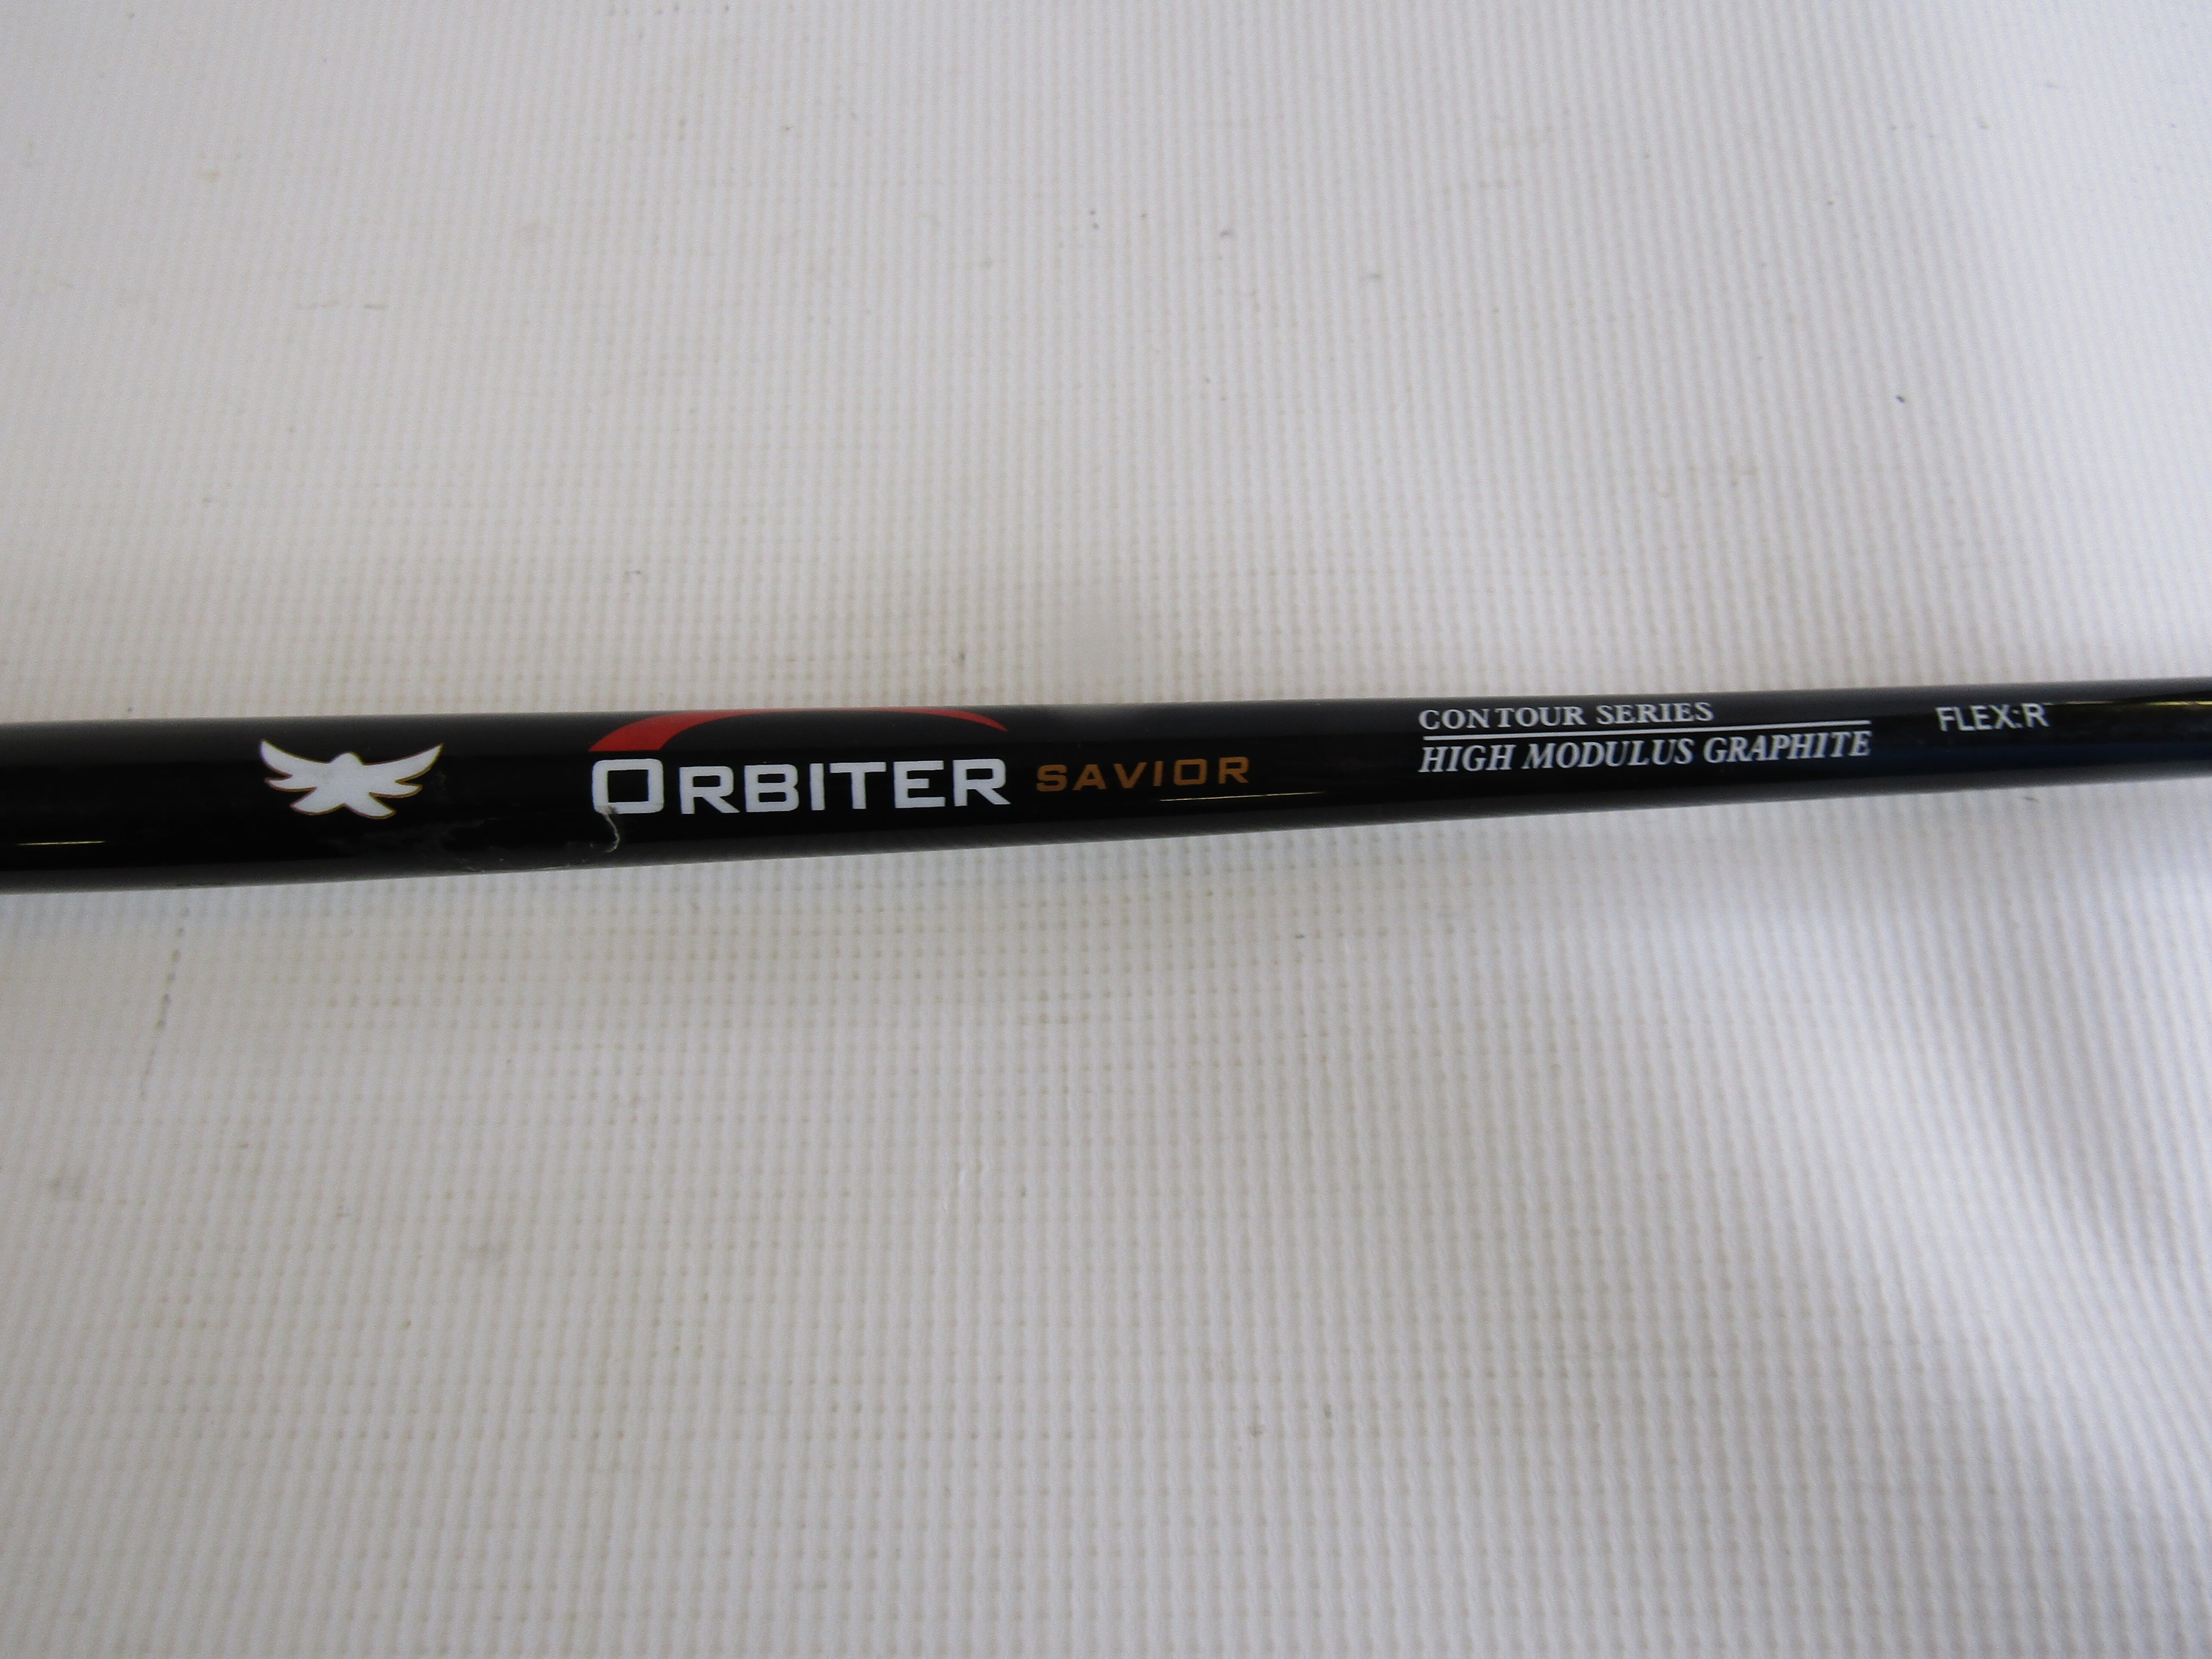 ORBITER SAVIOR
CONTOUR SERIES
HIGH MODULUS GRAPHITE
FLEX:R